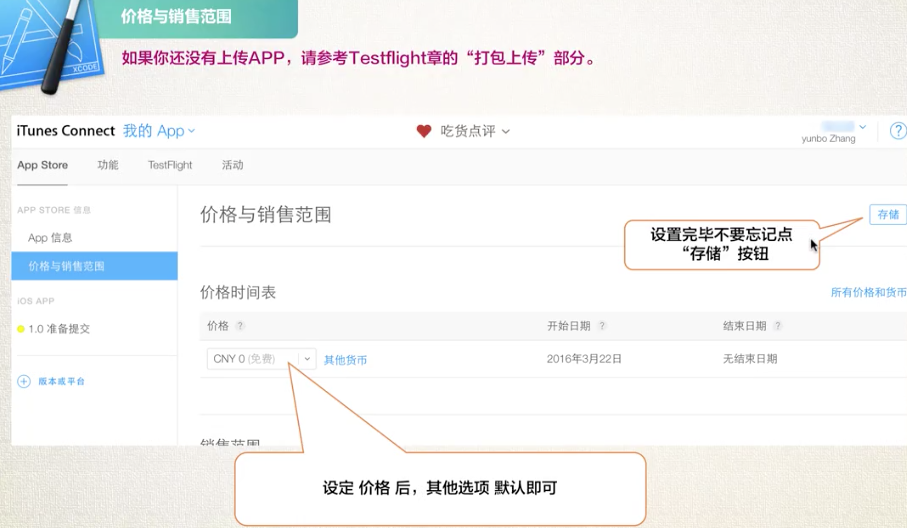 价格与销售范围
XCODE
如果你还没有上传APP，请参考Testflight章的“打包上传”部分。
iTunes Connect 我的 App
吃货点评
yunbo Zhang
?
App Store 功能 TestFlight 活动
APP STORE 信息
App 信息
价格与销售范围
iOS APP
1.0 准备提交
版本或平台
价格与销售范围
存储
设置完毕不要忘记点
“存储”按钮
价格时间表
所有价格和货币
价格 ? 开始日期 ? 结束日期 ?
CNY 0 (免费) 其他货币 2016年3月22日 无结束日期
销售范围
设定 价格 后，其他选项 默认即可